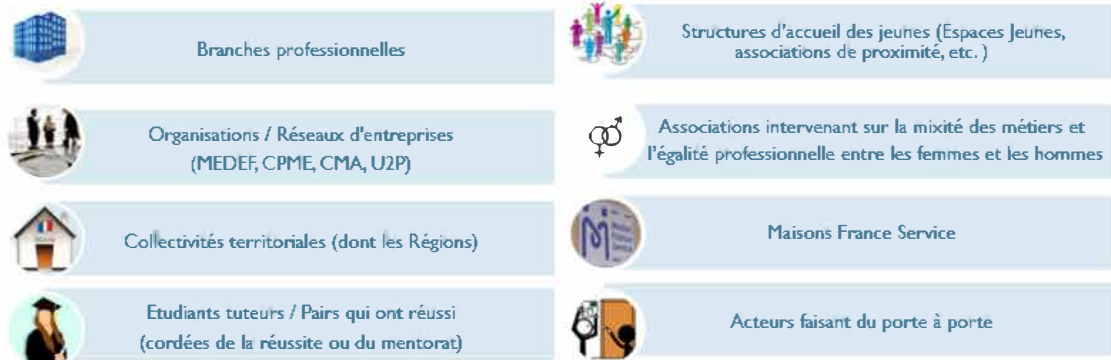 Branches professionnelles
Organisations / Réseaux d'entreprises
(MEDEF, CPME, CMA, U2P)
Collectivités territoriales (dont les Régions)
Etudiants tuteurs / Pairs qui ont réussi
(cordées de la réussite ou du mentorat)
Structures d'accueil des jeunes (Espaces Jeunes,
associations de proximité, etc. )
Associations intervenant sur la mixité des métiers et
l'égalité professionnelle entre les femmes et les hommes
Maisons France Service
Acteurs faisant du porte à porte